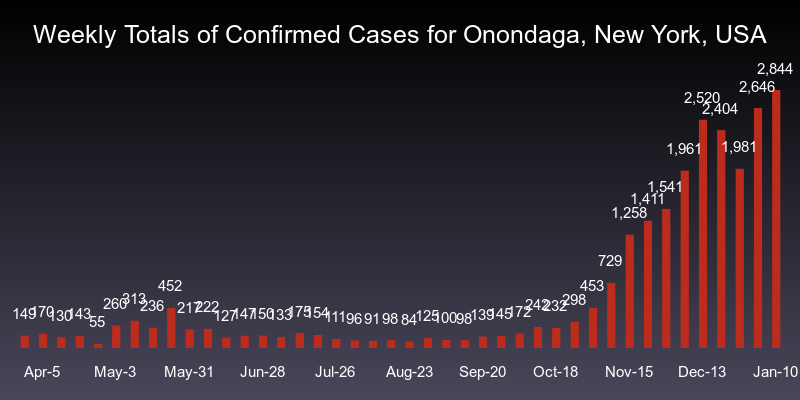 Weekly Totals of Confirmed Cases for Onondaga, New York, USA
149 170 130 143 55 260 313 236 452 217 222 127 147 150 133 175 154 111 96 91 98 84 125 100 98 139 145 172 242 232 298 453 729 1,258 1,411 1,541 1,961 2,520 2,404 1,981 2,646 2,844
Apr-5 May-3 May-31 Jun-28 Jul-26 Aug-23 Sep-20 Oct-18 Nov-15 Dec-13 Jan-10